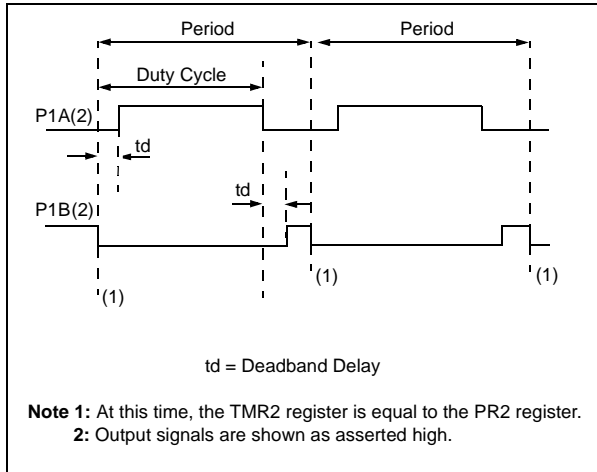 Period Period
Duty Cycle
P1A(2)
td
td
P1B(2)
(1) (1) (1)
td = Deadband Delay
Note 1: At this time, the TMR2 register is equal to the PR2 register.
2: Output signals are shown as asserted high.